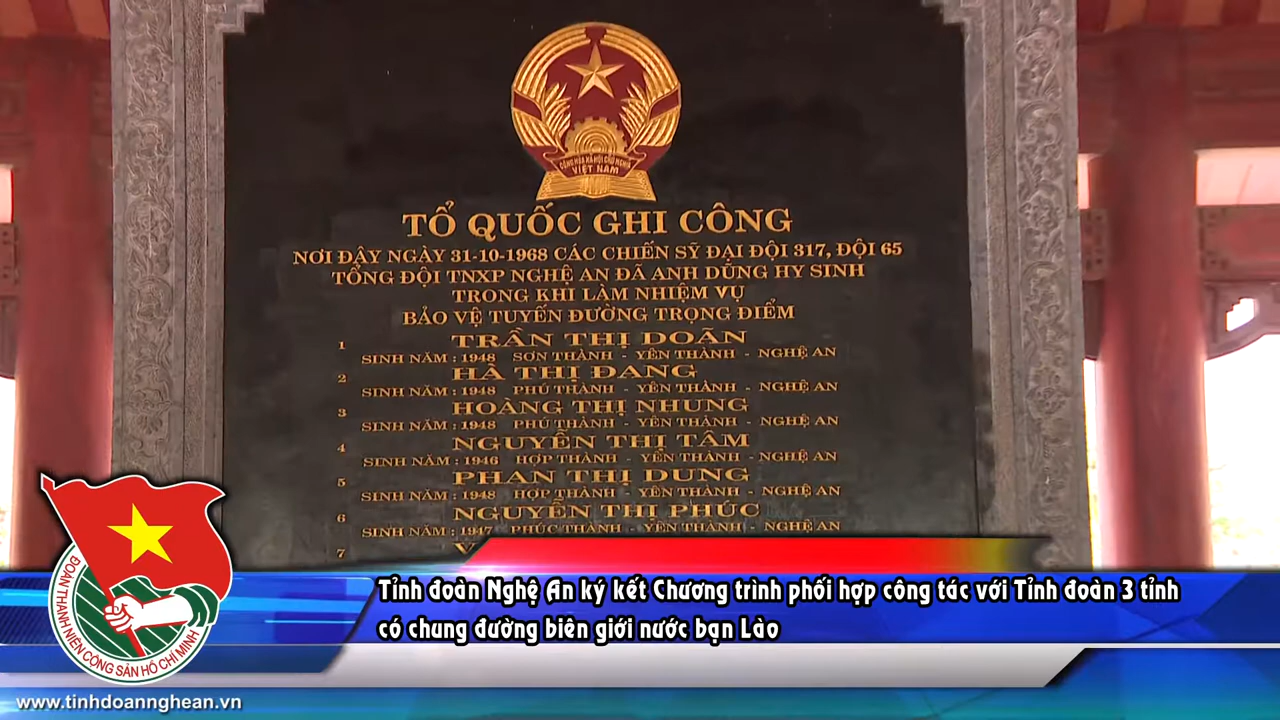 CỘNG HÒA XÃ HỘI CHỦ NGHĨA
VIỆT NAM
TỔ QUỐC GHI CÔNG
NƠI ĐÂY NGÀY 31-10-1968 CÁC CHIẾN SỸ ĐẠI ĐỘI 317, ĐỘI 65
TỔNG ĐỘI TNXP NGHỆ AN ĐÃ ANH DŨNG HY SINH
TRONG KHI LÀM NHIỆM VỤ
BẢO VỆ TUYẾN ĐƯỜNG TRỌNG ĐIỂM
1 TRẦN THỊ DOÃN
SINH NĂM : 1948 SƠN THÀNH - YÊN THÀNH - NGHỆ AN
2 HÀ THỊ ĐANG
SINH NĂM : 1948 PHÚ THÀNH - YÊN THÀNH - NGHỆ AN
3 HOÀNG THỊ NHUNG
SINH NĂM : 1948 PHÚ THÀNH - YÊN THÀNH - NGHỆ AN
4 NGUYỄN THỊ TÂM
SINH NĂM : 1946 HỢP THÀNH - YÊN THÀNH - NGHỆ AN
5 PHAN THỊ DUNG
SINH NĂM : 1948 HỢP THÀNH - YÊN THÀNH - NGHỆ AN
6 NGUYỄN THỊ PHÚC
SINH NĂM : 1947 PHÚC THÀNH - YÊN THÀNH - NGHỆ AN
7
Tỉnh đoàn Nghệ An ký kết Chương trình phối hợp công tác với Tỉnh đoàn 3 tỉnh
có chung đường biên giới nước bạn Lào
ĐOÀN THANH NIÊN CỘNG SẢN HỒ CHÍ MINH
www.tinhdoannghean.vn